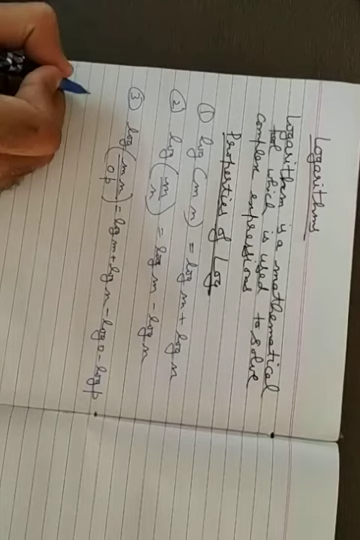 Logarithms
Logarithm is a mathematical
tool which is used to solve
Complex expressions
Properties of Log
① log (m n) = log m + log n
② log (m/n) = log m - log n
③ log (mn/op) = log m + log n - log o - log p